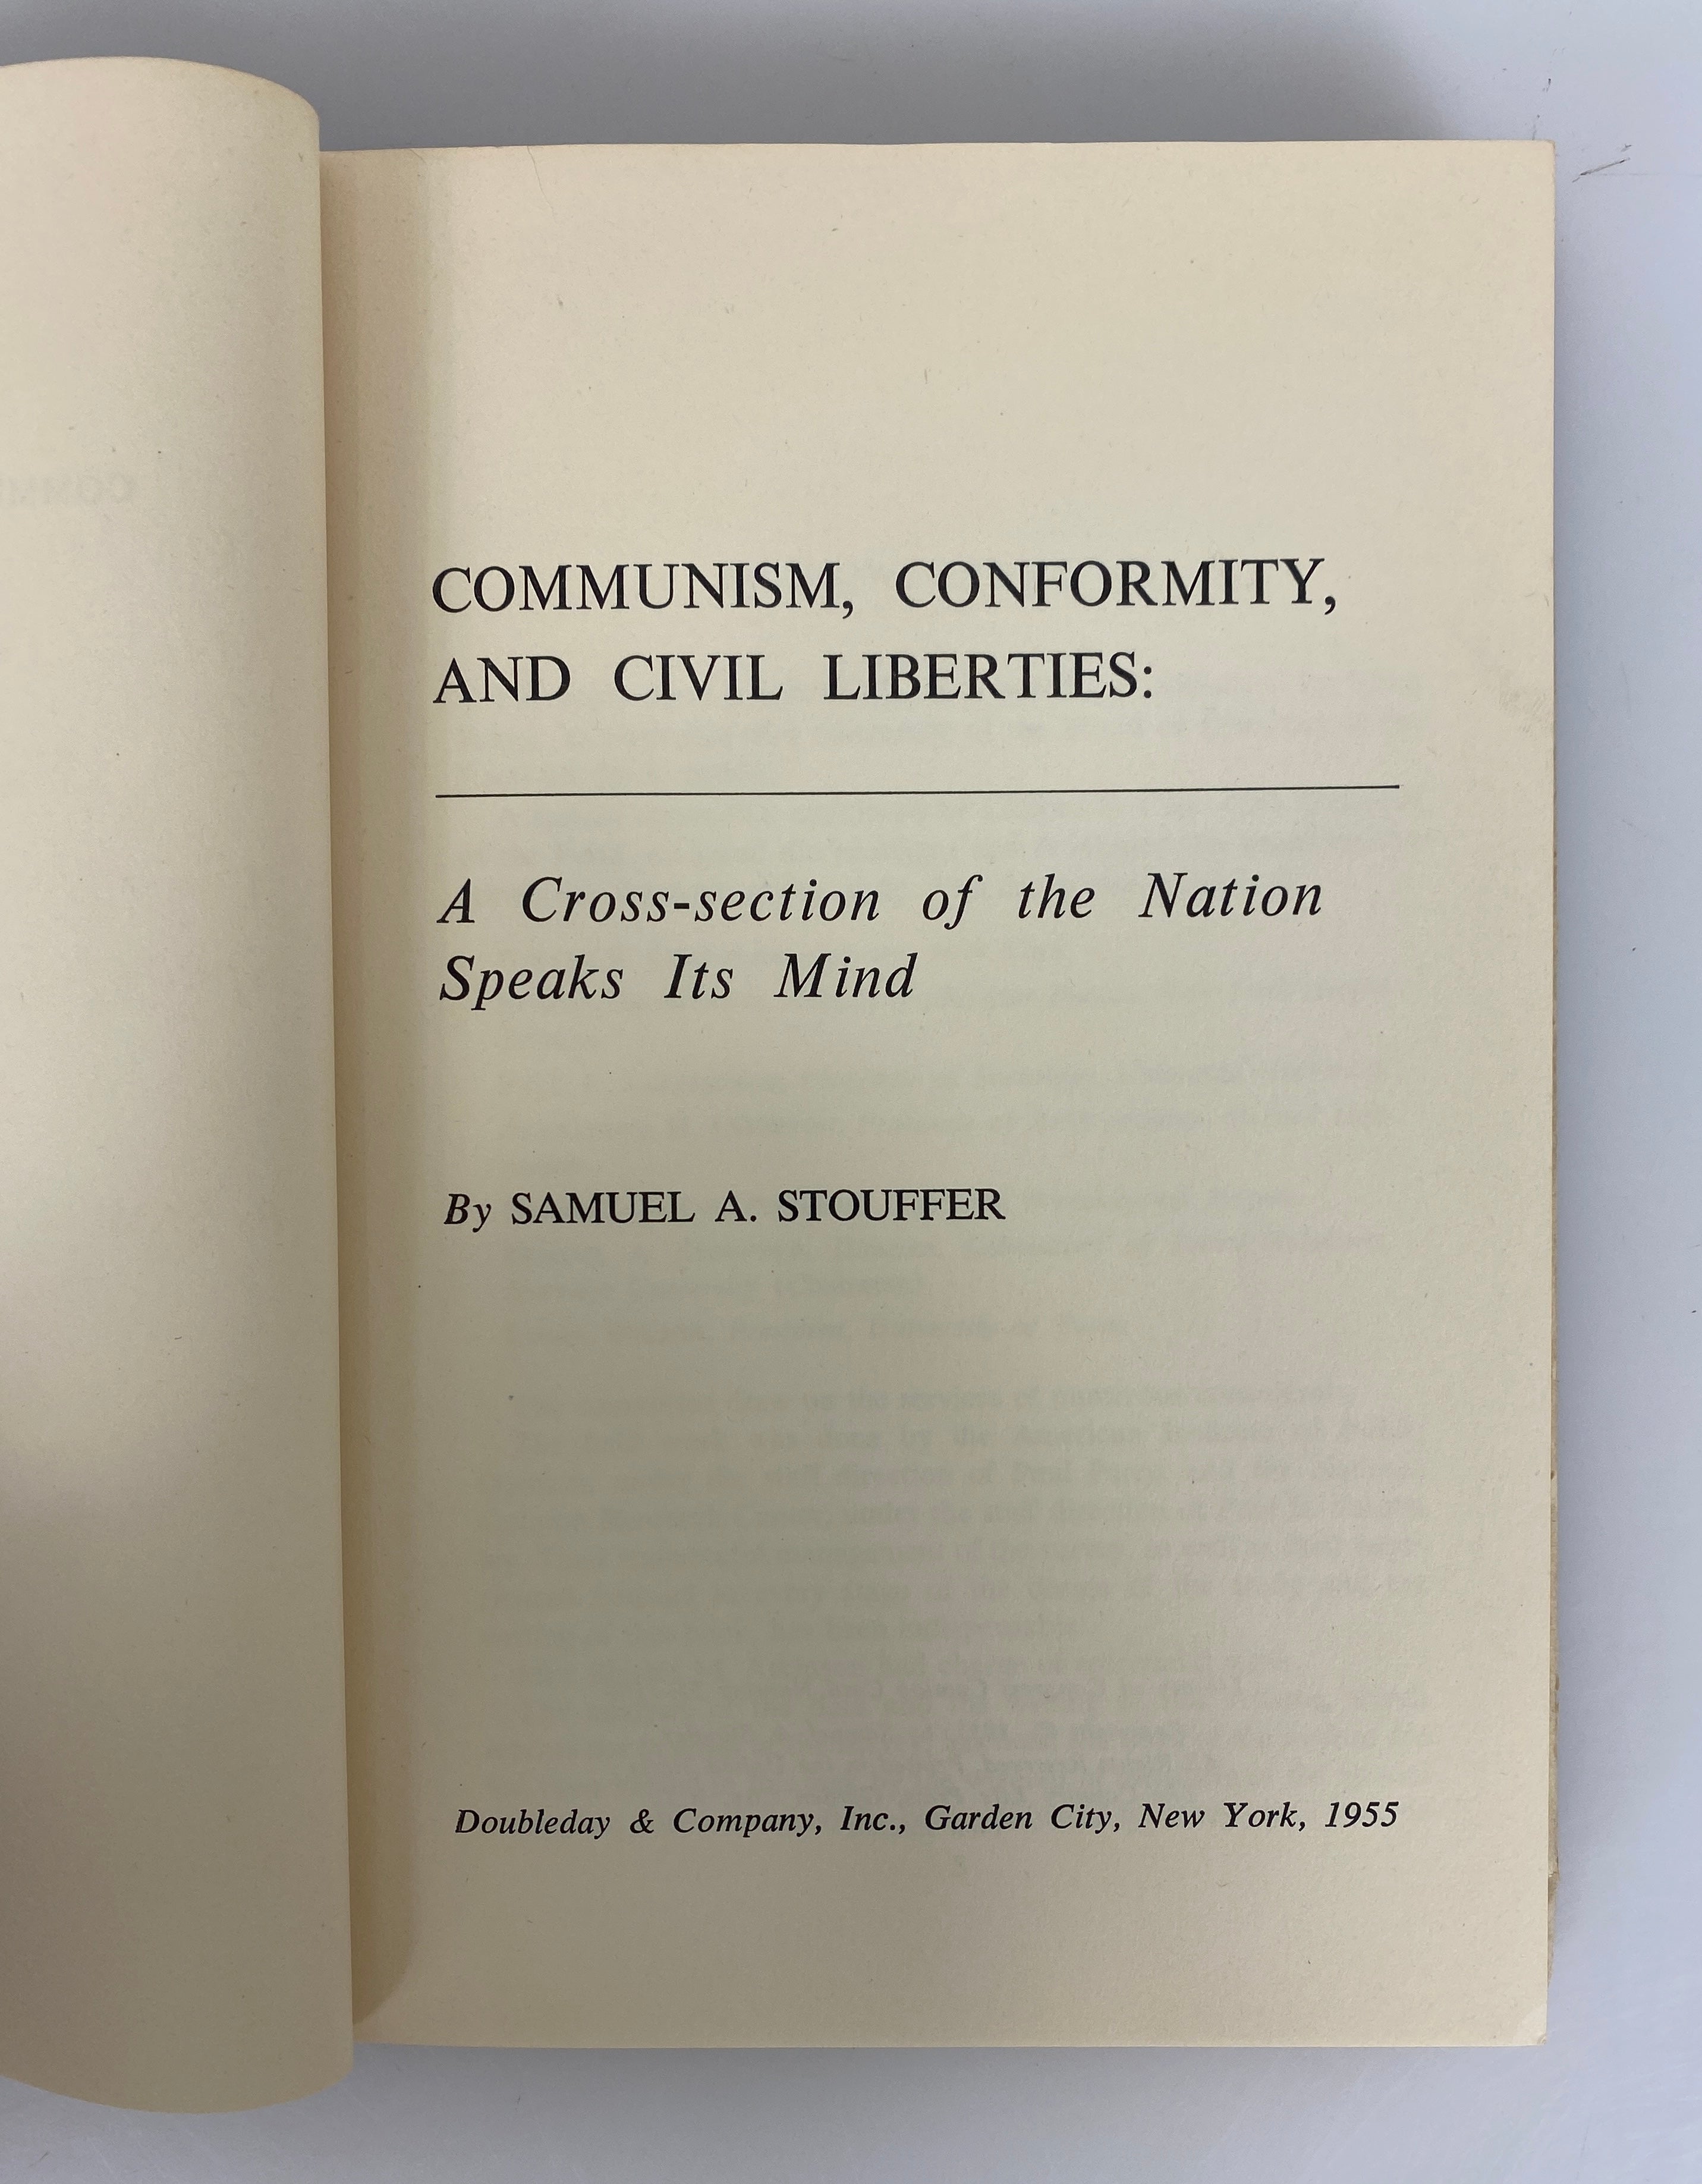 COMMUNISM, CONFORMITY,
AND CIVIL LIBERTIES:
A Cross-section of the Nation
Speaks Its Mind
By SAMUEL A. STOUFFER
Doubleday & Company, Inc., Garden City, New York, 1955